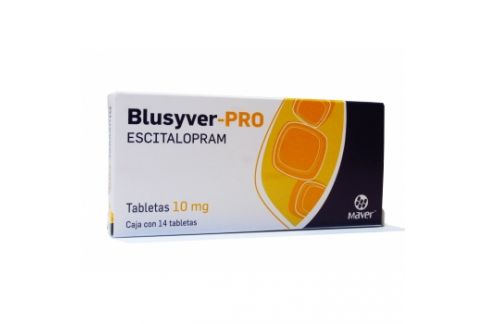 Blusyver-PRO
ESCITALOPRAM
Tabletas 10 mg
Caja con 14 tabletas
Maver